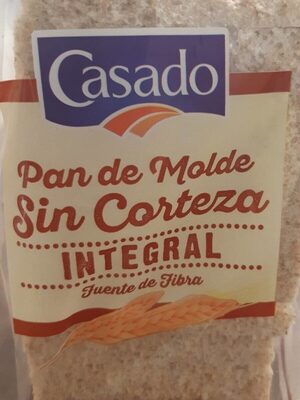 Casado
Pan de Molde
Sin Corteza
INTEGRAL
Fuente de Fibra